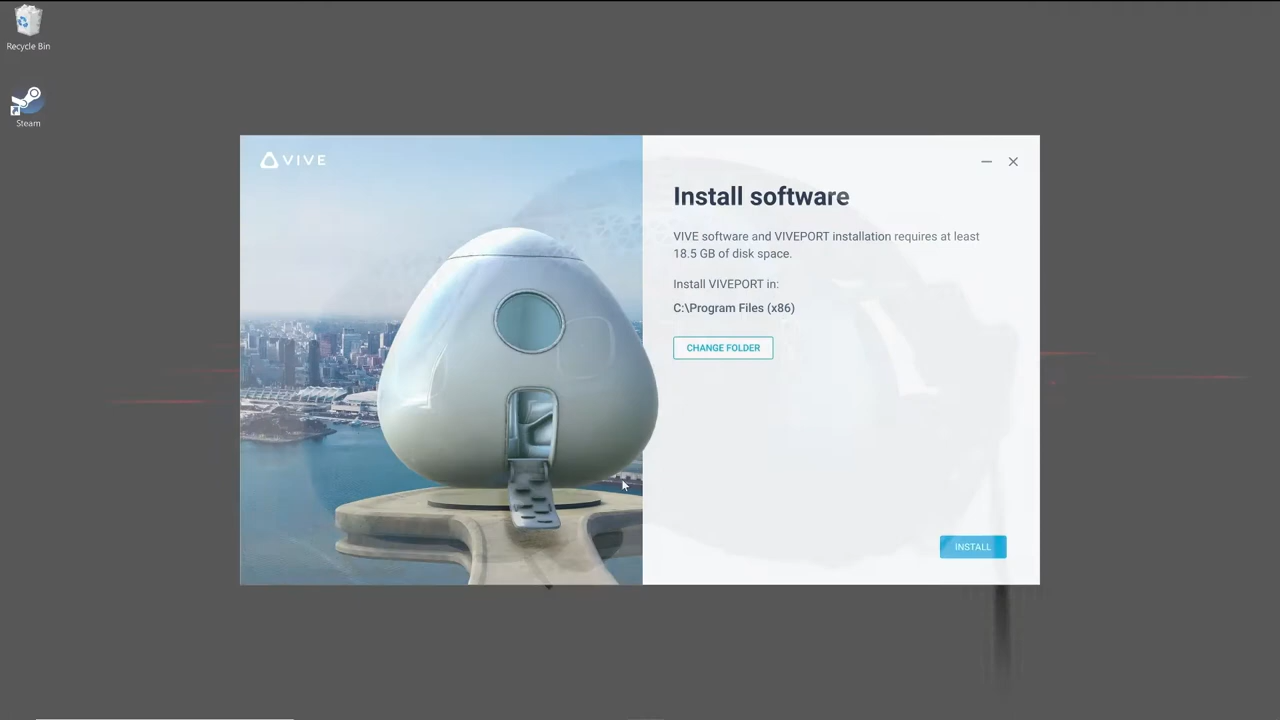 Recycle Bin
Steam
VIVE
Install software
VIVE software and VIVEPORT installation requires at least
18.5 GB of disk space.
Install VIVEPORT in:
C:\Program Files (x86)
CHANGE FOLDER
INSTALL